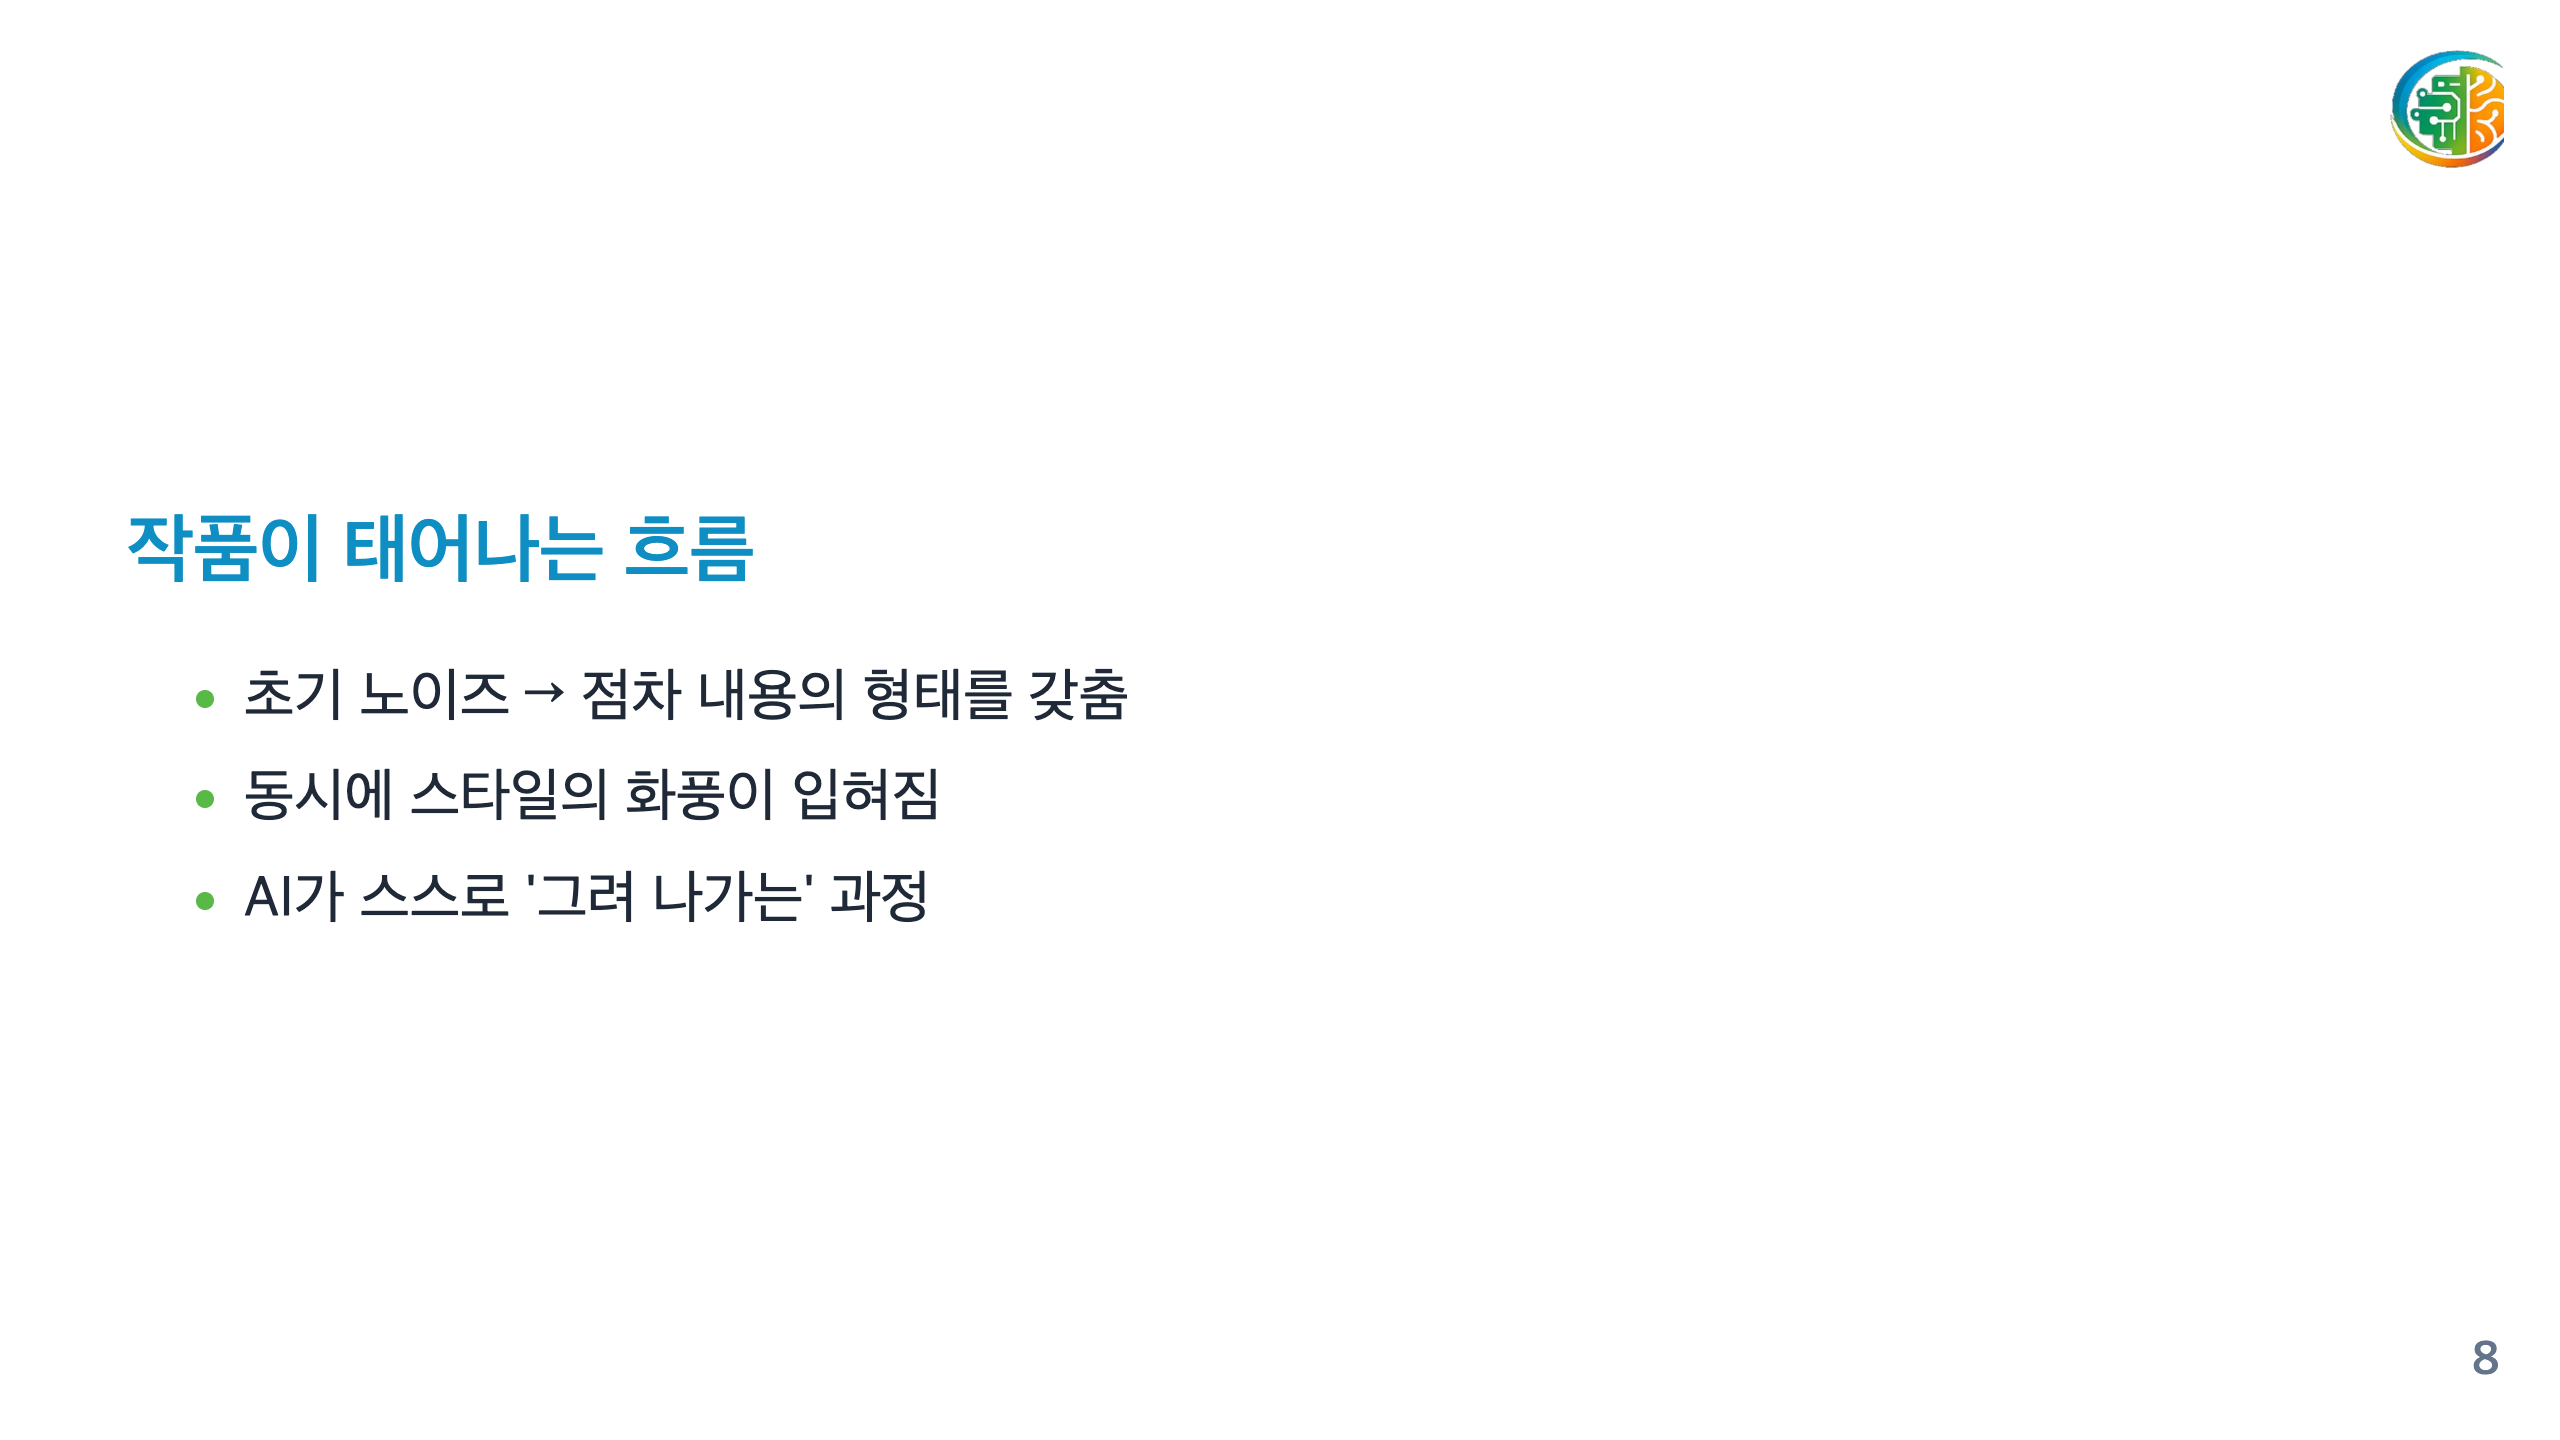 작품이 태어나는 흐름
• 초기 노이즈 → 점차 내용의 형태를 갖춤
• 동시에 스타일의 화풍이 입혀짐
• AI가 스스로 '그려 나가는' 과정
8